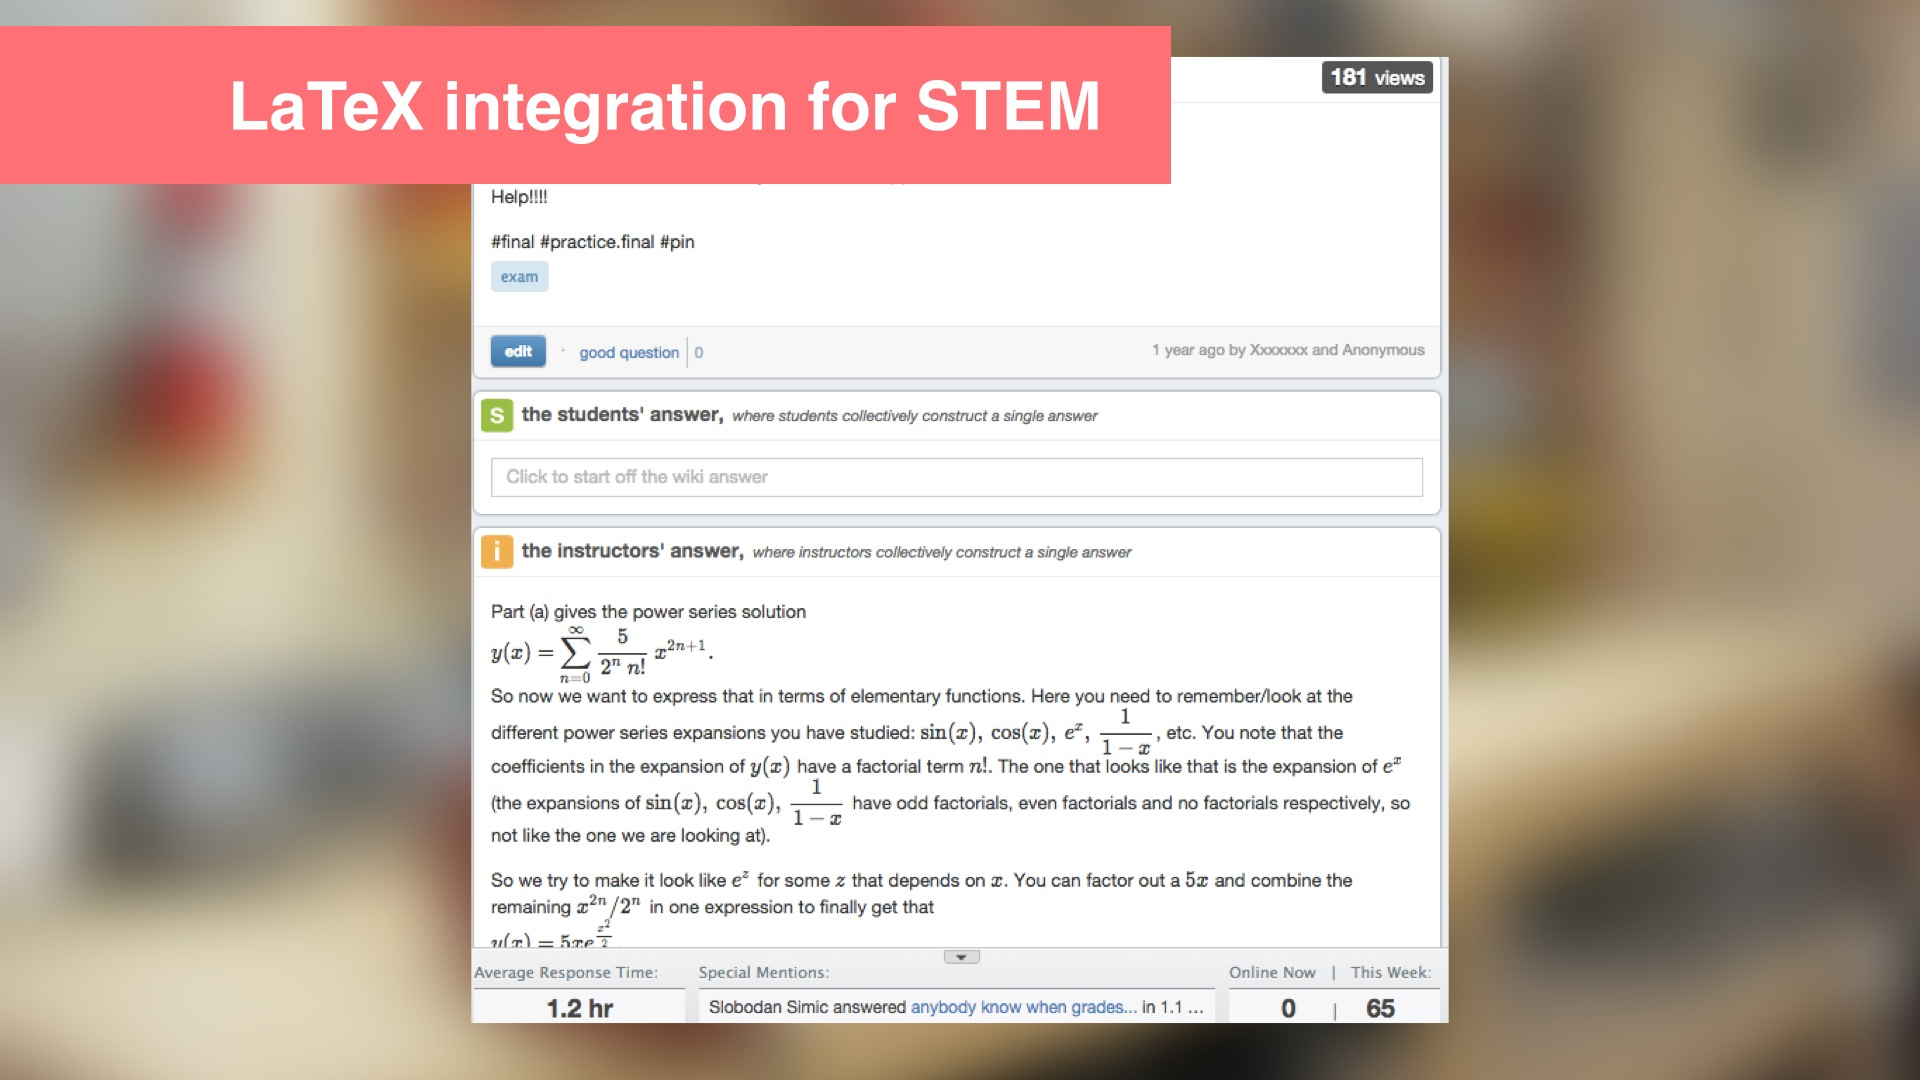 LaTeX integration for STEM
181 views
Help!!!!
#final #practice.final #pin
exam
edit · good question | 0
1 year ago by Xxxxxxx and Anonymous
S the students' answer, where students collectively construct a single answer
Click to start off the wiki answer
i the instructors' answer, where instructors collectively construct a single answer
Part (a) gives the power series solution
y(x) = ∑_{n=0}^{∞} 5/(2^n n!) x^{2n+1}.
So now we want to express that in terms of elementary functions. Here you need to remember/look at the
different power series expansions you have studied: sin(x), cos(x), e^x, 1/(1 − x), etc. You note that the
coefficients in the expansion of y(x) have a factorial term n!. The one that looks like that is the expansion of e^x
(the expansions of sin(x), cos(x), 1/(1 − x) have odd factorials, even factorials and no factorials respectively, so
not like the one we are looking at).
So we try to make it look like e^z for some z that depends on x. You can factor out a 5x and combine the
remaining x^{2n}/2^n in one expression to finally get that
y(x) = 5xe^{x^2/2}
Average Response Time:
1.2 hr
Special Mentions:
Slobodan Simic answered anybody know when grades... in 1.1 ...
Online Now | This Week:
0 | 65